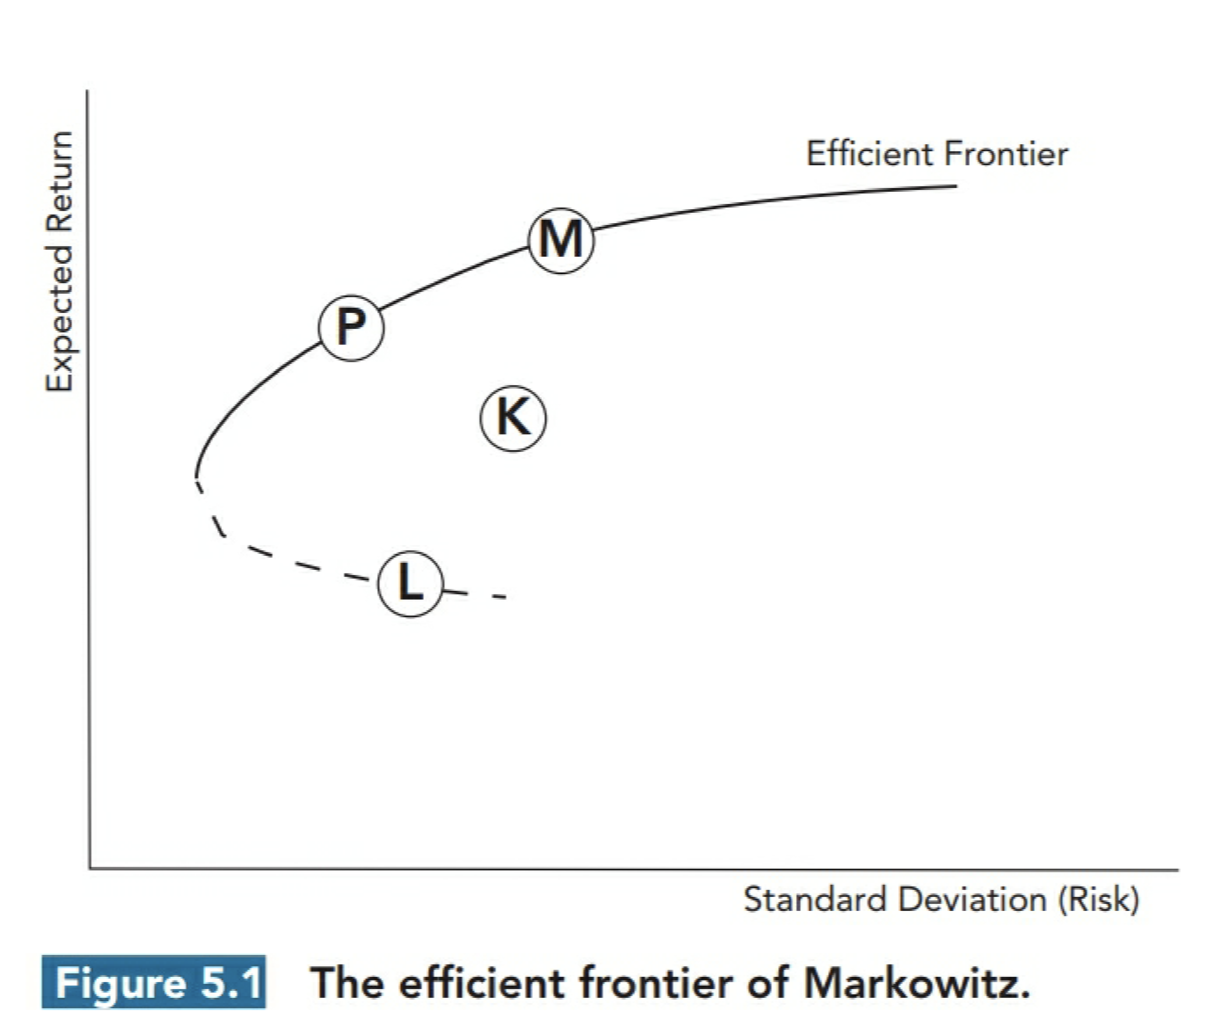 Expected Return
Efficient Frontier
M
P
K
L
Standard Deviation (Risk)
Figure 5.1 The efficient frontier of Markowitz.